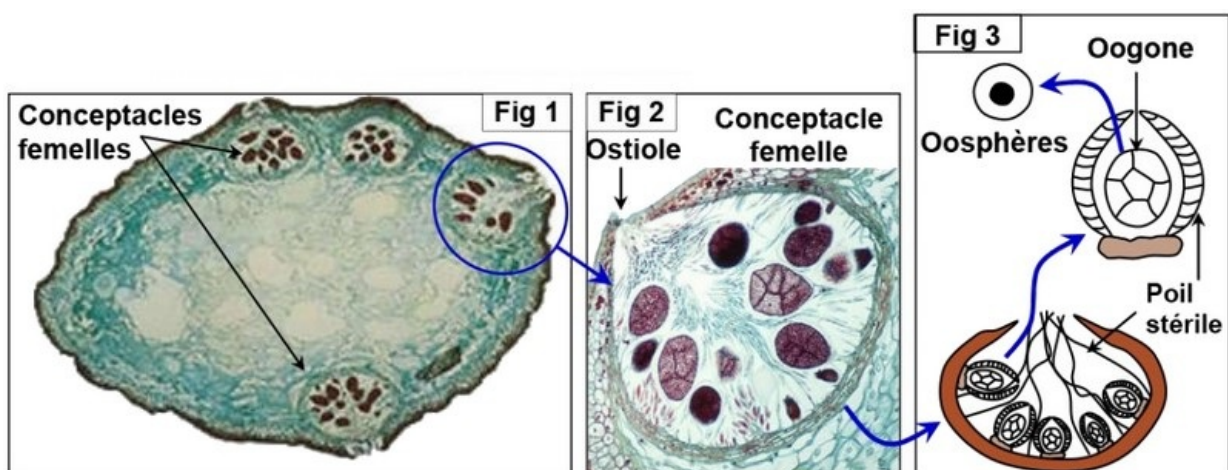 Fig 1
Conceptacles
femelles
Fig 2
Ostiole
Conceptacle
femelle
Fig 3
Oogone
Oosphères
Poil
stérile